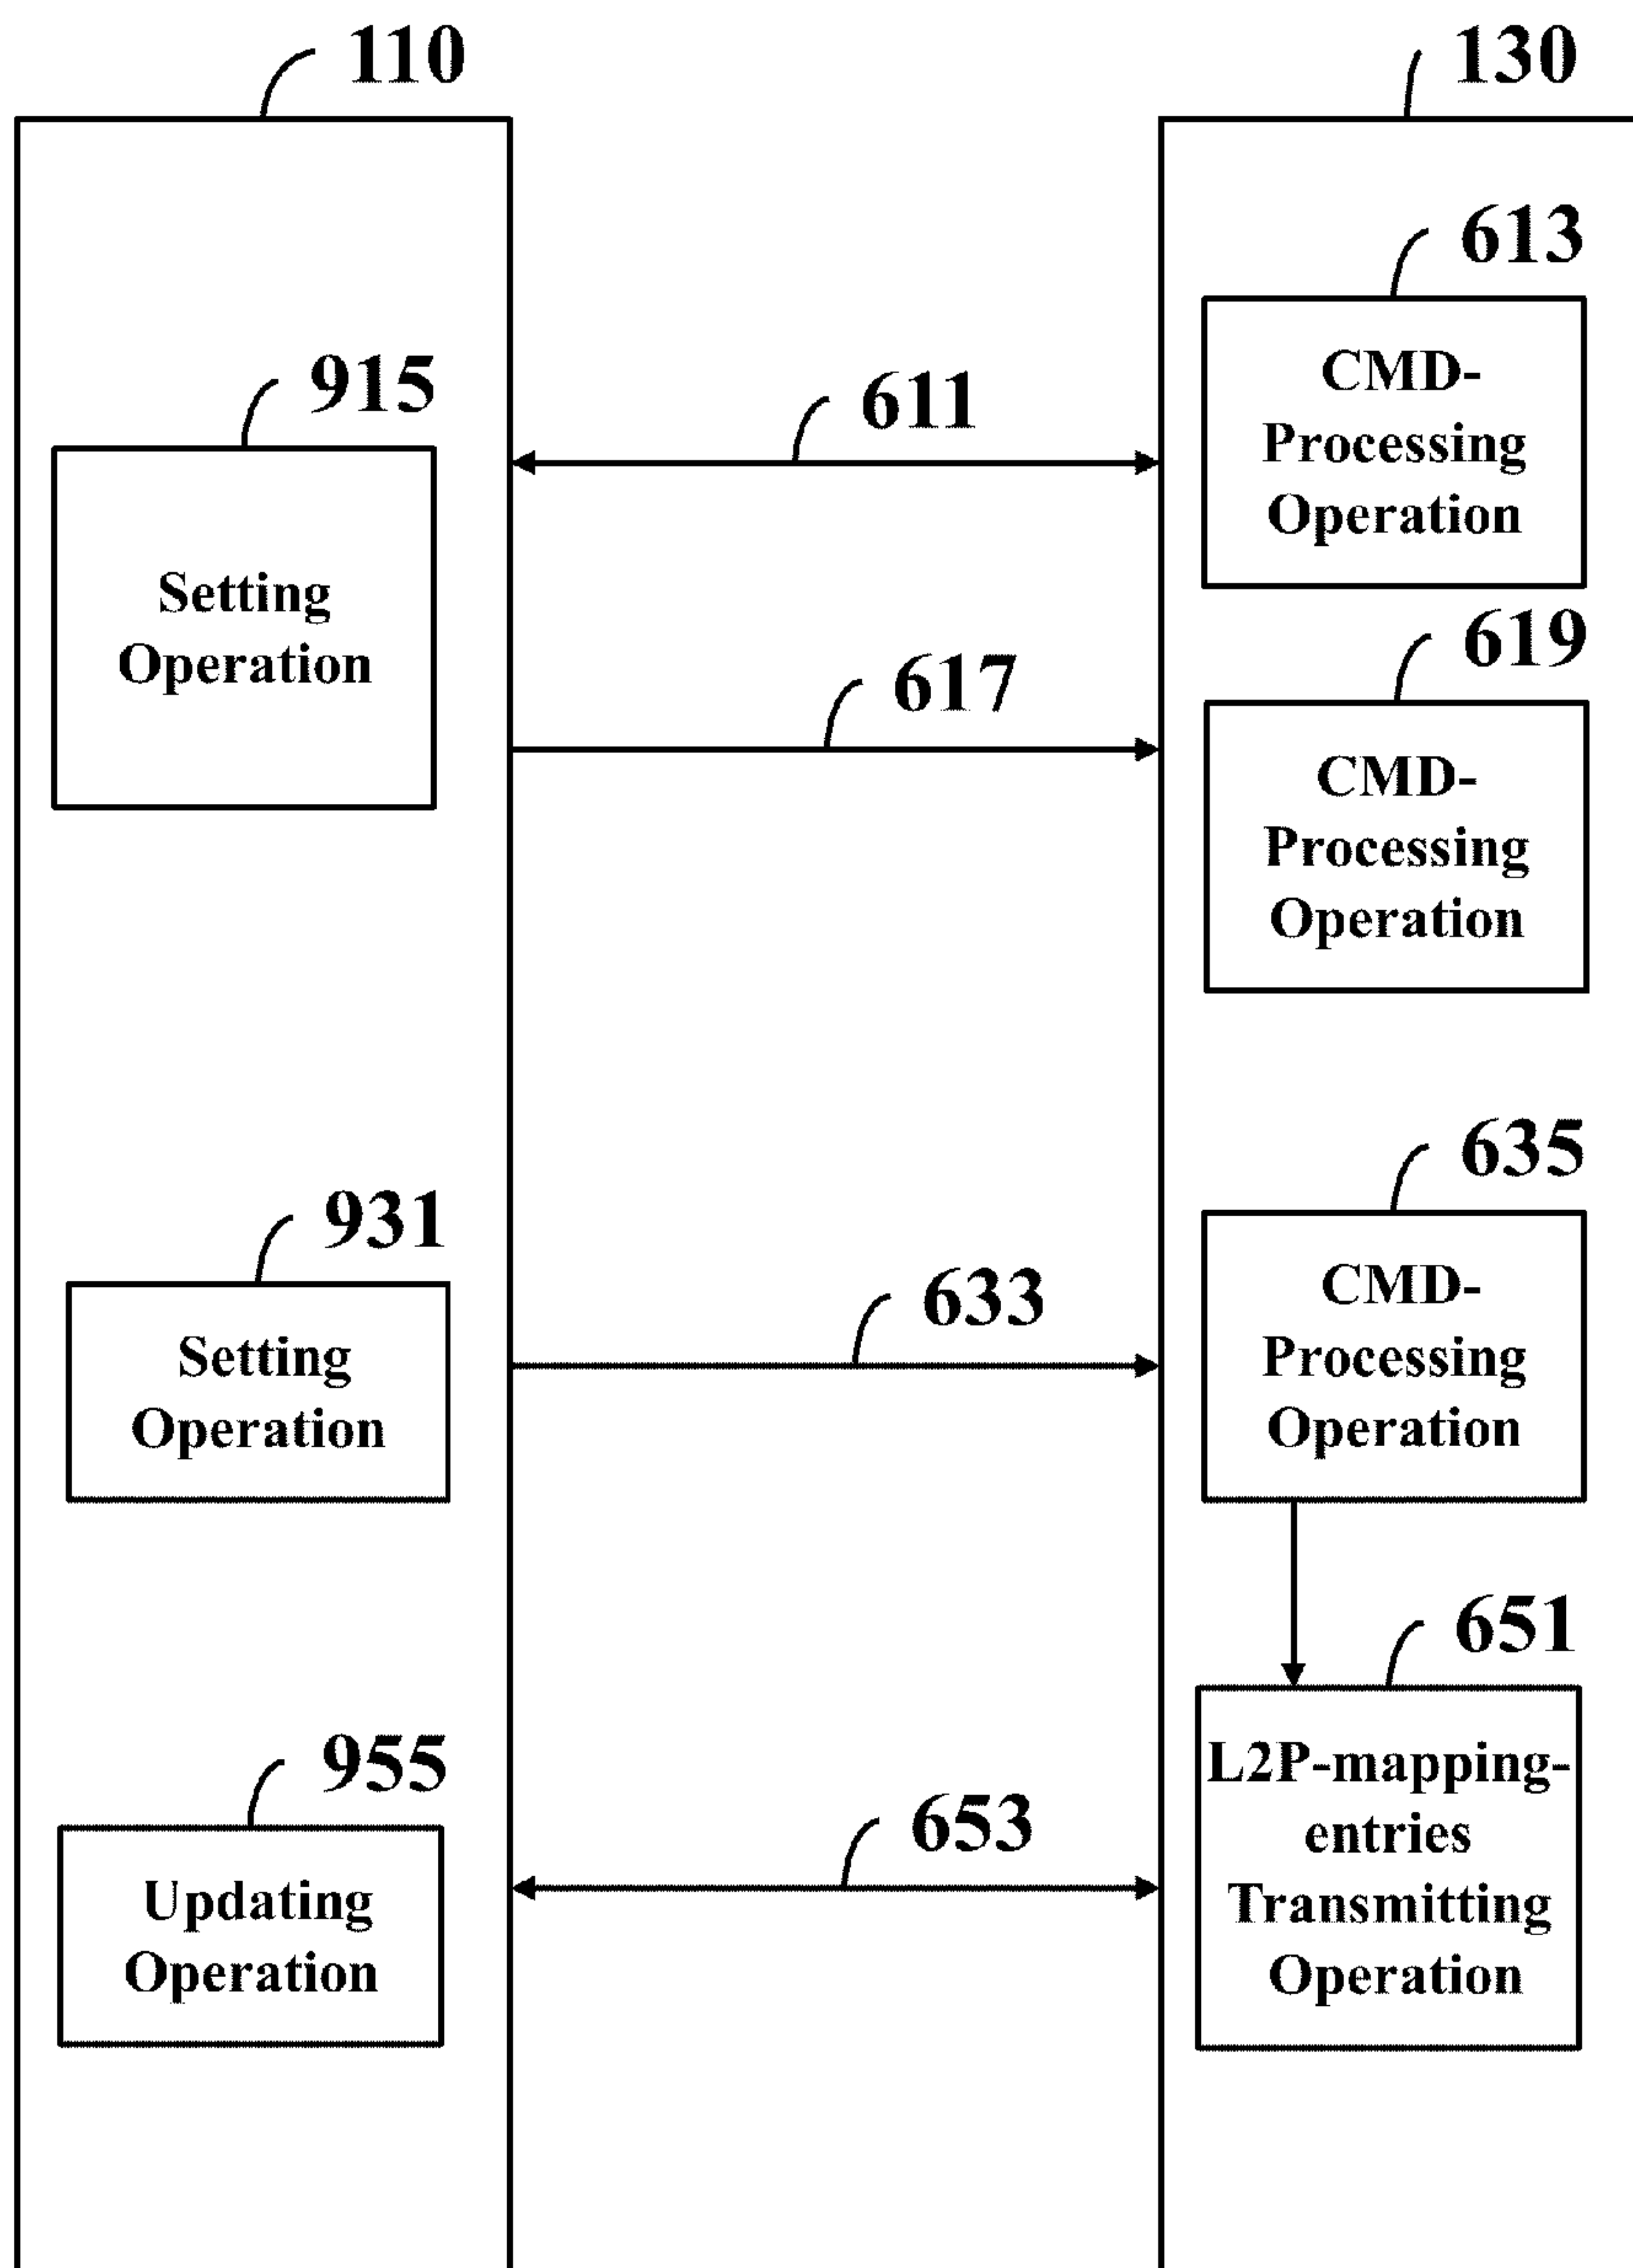 110
130
613
CMD-
Processing
Operation
915
611
Setting
Operation
617
619
CMD-
Processing
Operation
635
931
633
CMD-
Processing
Operation
Setting
Operation
651
955
653
L2P-mapping-
entries
Transmitting
Operation
Updating
Operation